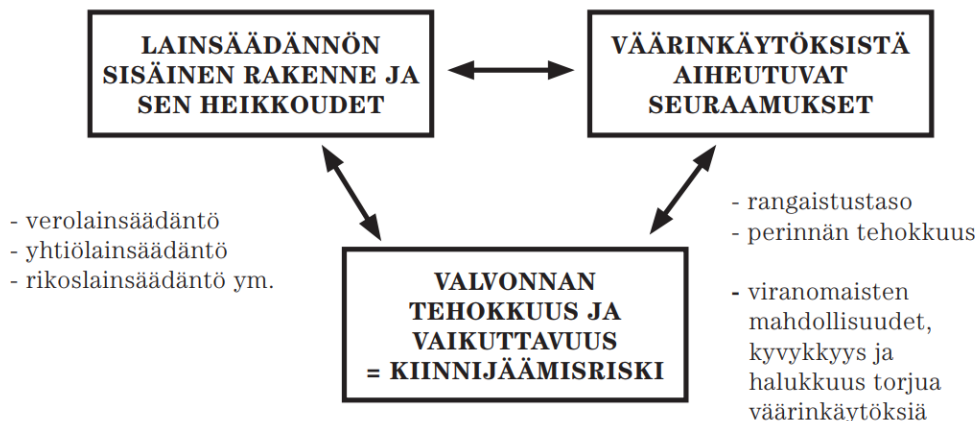 LAINSÄÄDÄNNÖN
SISÄINEN RAKENNE JA
SEN HEIKKOUDET
VÄÄRINKÄYTÖKSISTÄ
AIHEUTUVAT
SEURAAMUKSET
- verolainsäädäntö
- yhtiölainsäädäntö
- rikoslainsäädäntö ym.
VALVONNAN
TEHOKKUUS JA
VAIKUTTAVUUS
= KIINNIJÄÄMISRISKI
- rangaistustaso
- perinnän tehokkuus
- viranomaisten
mahdollisuudet,
kyvykkyys ja
halukkuus torjua
väärinkäytöksiä